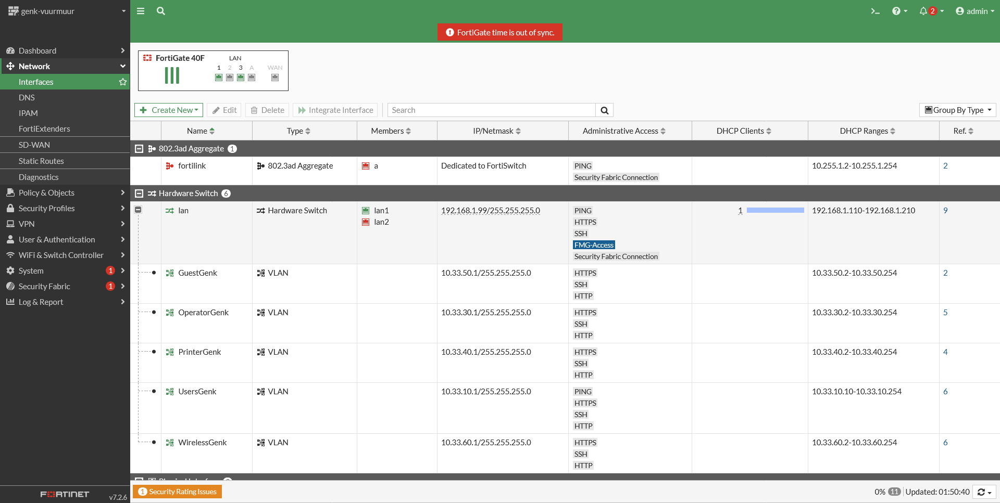 genk-vuurmuur
2
admin
FortiGate time is out of sync.
Dashboard
Network
Interfaces
DNS
IPAM
FortiExtenders
SD-WAN
Static Routes
Diagnostics
Policy & Objects
Security Profiles
VPN
User & Authentication
WiFi & Switch Controller
System 1
Security Fabric 1
Log & Report
FORTINET v7.2.6
FortiGate 40F LAN
1 2 3 A WAN
Create New Edit Delete Integrate Interface Search Group By Type
Name Type Members IP/Netmask Administrative Access DHCP Clients DHCP Ranges Ref.
802.3ad Aggregate 1
fortilink 802.3ad Aggregate a Dedicated to FortiSwitch PING 10.255.1.2-10.255.1.254 2
Security Fabric Connection
Hardware Switch 6
lan Hardware Switch lan1 192.168.1.99/255.255.255.0 PING 1 192.168.1.110-192.168.1.210 9
lan2 HTTPS
SSH
FMG-Access
Security Fabric Connection
GuestGenk VLAN 10.33.50.1/255.255.255.0 HTTPS 10.33.50.2-10.33.50.254 2
SSH
HTTP
OperatorGenk VLAN 10.33.30.1/255.255.255.0 HTTPS 10.33.30.2-10.33.30.254 5
SSH
HTTP
PrinterGenk VLAN 10.33.40.1/255.255.255.0 HTTPS 10.33.40.2-10.33.40.254 4
SSH
HTTP
UsersGenk VLAN 10.33.10.1/255.255.255.0 PING 10.33.10.10-10.33.10.254 6
HTTPS
SSH
HTTP
WirelessGenk VLAN 10.33.60.1/255.255.255.0 HTTPS 10.33.60.2-10.33.60.254 6
SSH
HTTP
1 Security Rating Issues 0% 11 Updated: 01:50:40